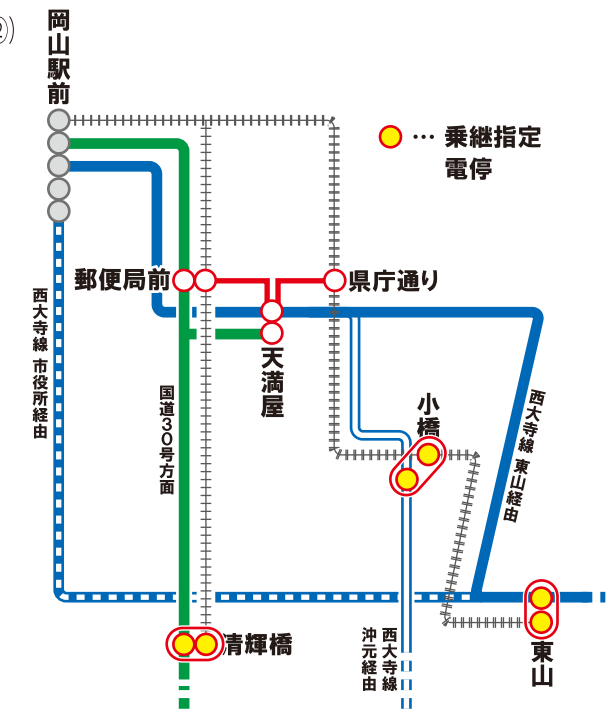 ②)
岡山駅前
… 乗継指定
電停
郵便局前
県庁通り
天満屋
小橋
西大寺線 市役所経由
国道30号方面
西大寺線 東山経由
清輝橋
西大寺線
沖元経由
東山